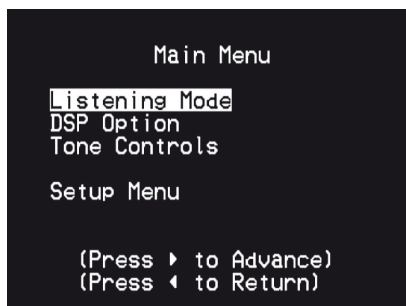 Main Menu
Listening Mode
DSP Option
Tone Controls
Setup Menu
(Press ▶ to Advance)
(Press ◀ to Return)